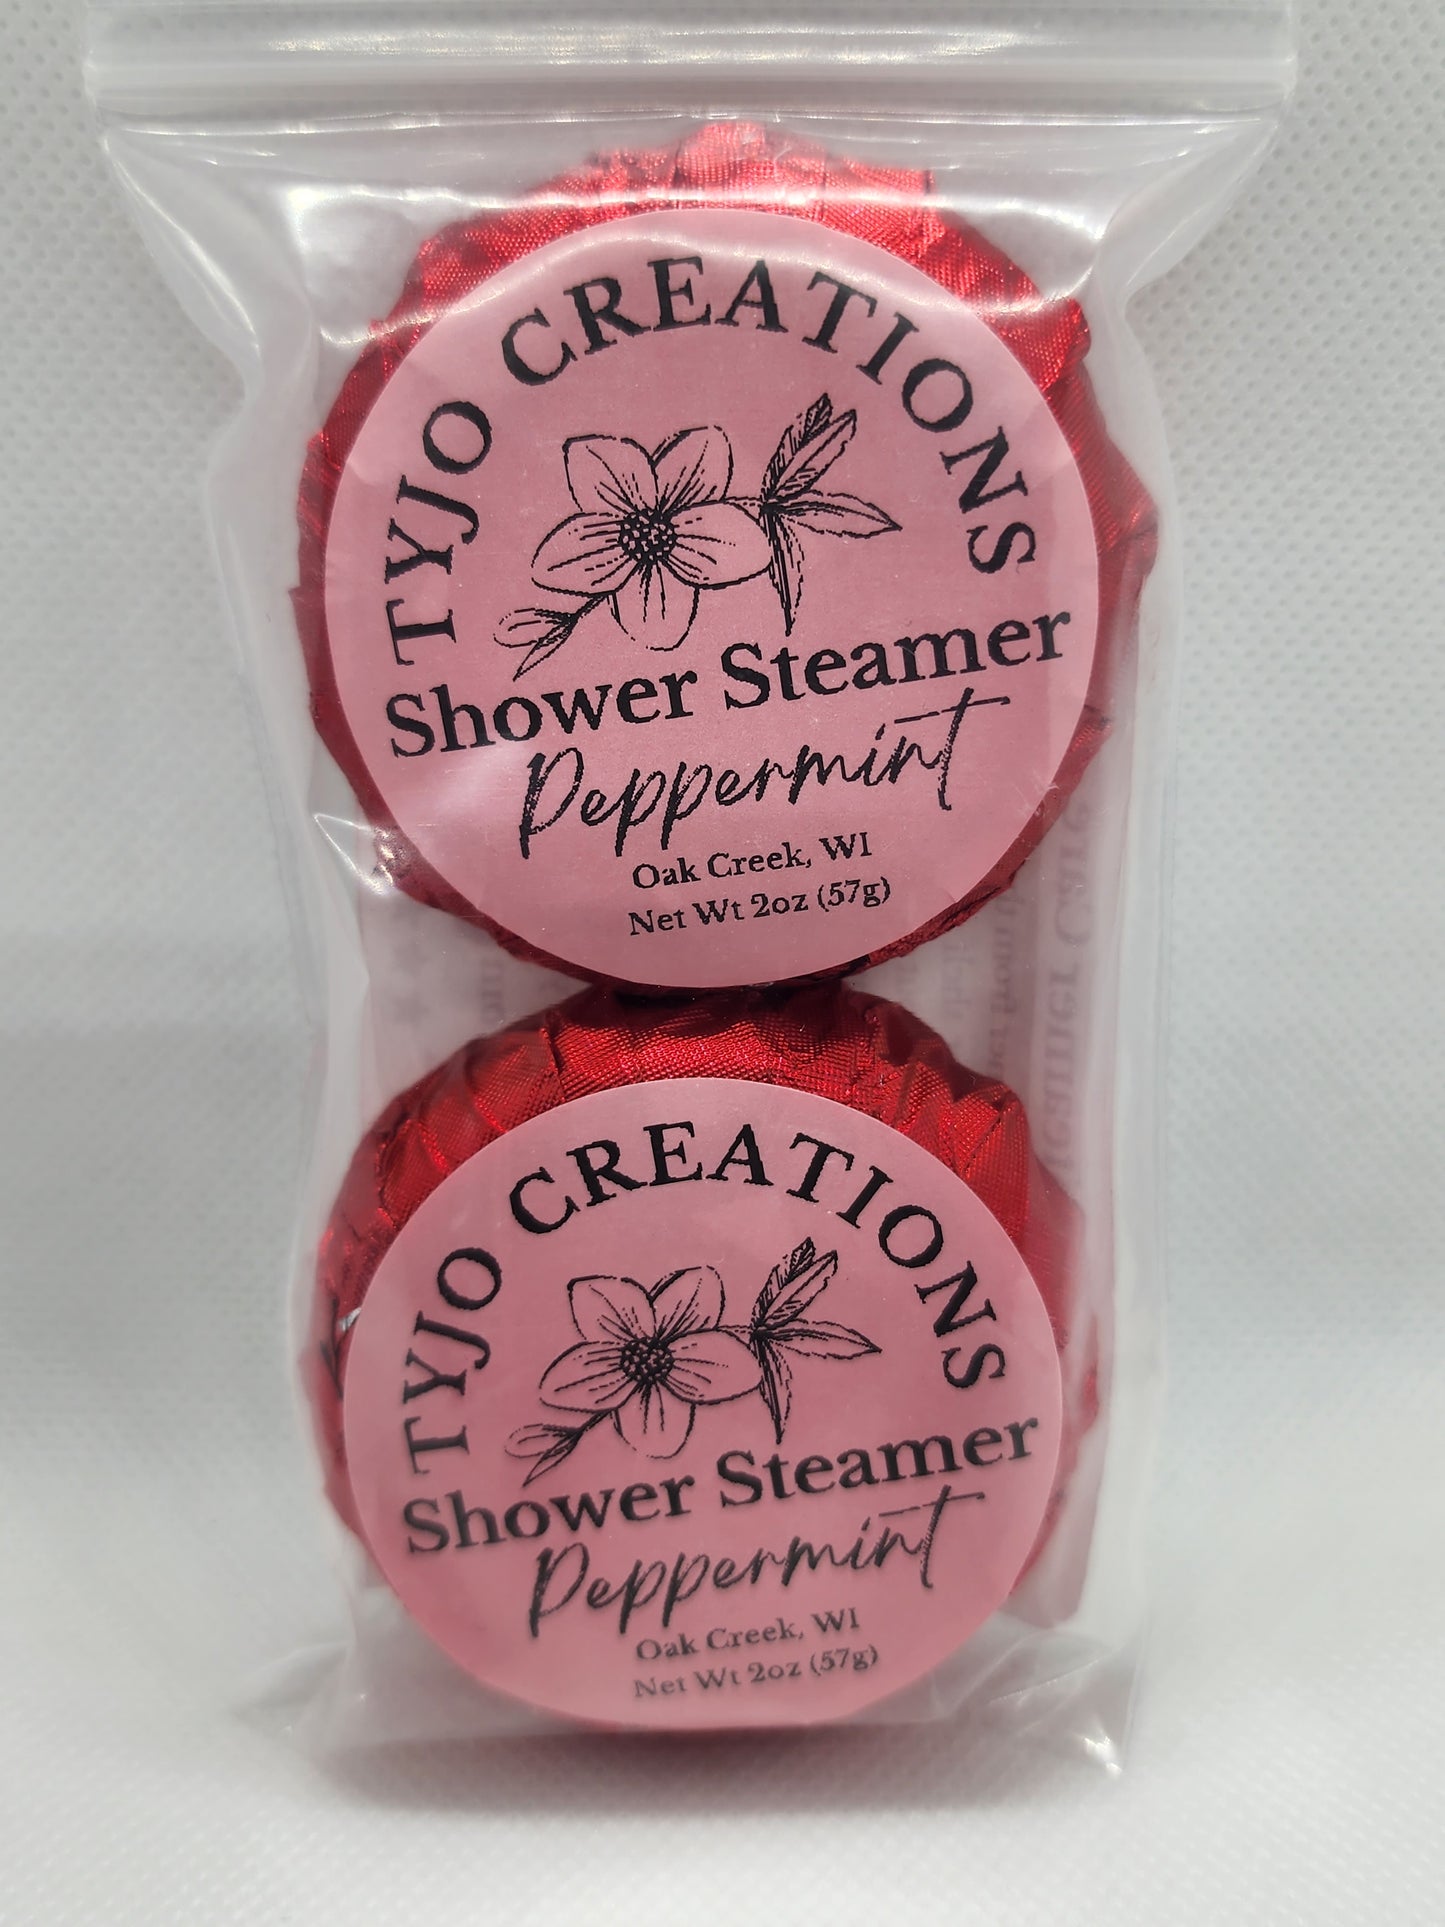 TYJO CREATIONS
Shower Steamer
Peppermint
Oak Creek, WI
Net Wt 2oz (57g)
TYJO CREATIONS
Shower Steamer
Peppermint
Oak Creek, WI
Net Wt 2oz (57g)